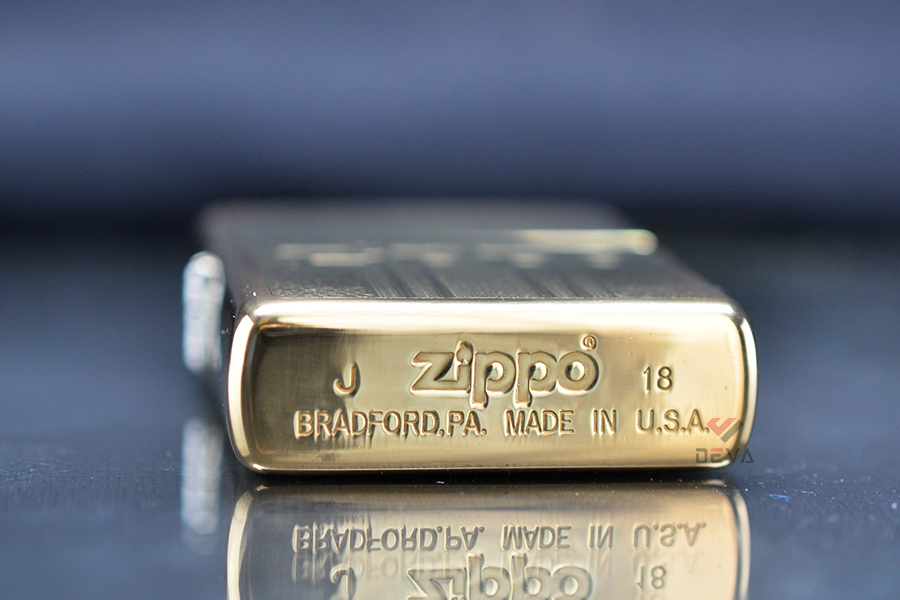 J zippo® 18
BRADFORD,PA. MADE IN U.S.A.
DEVA